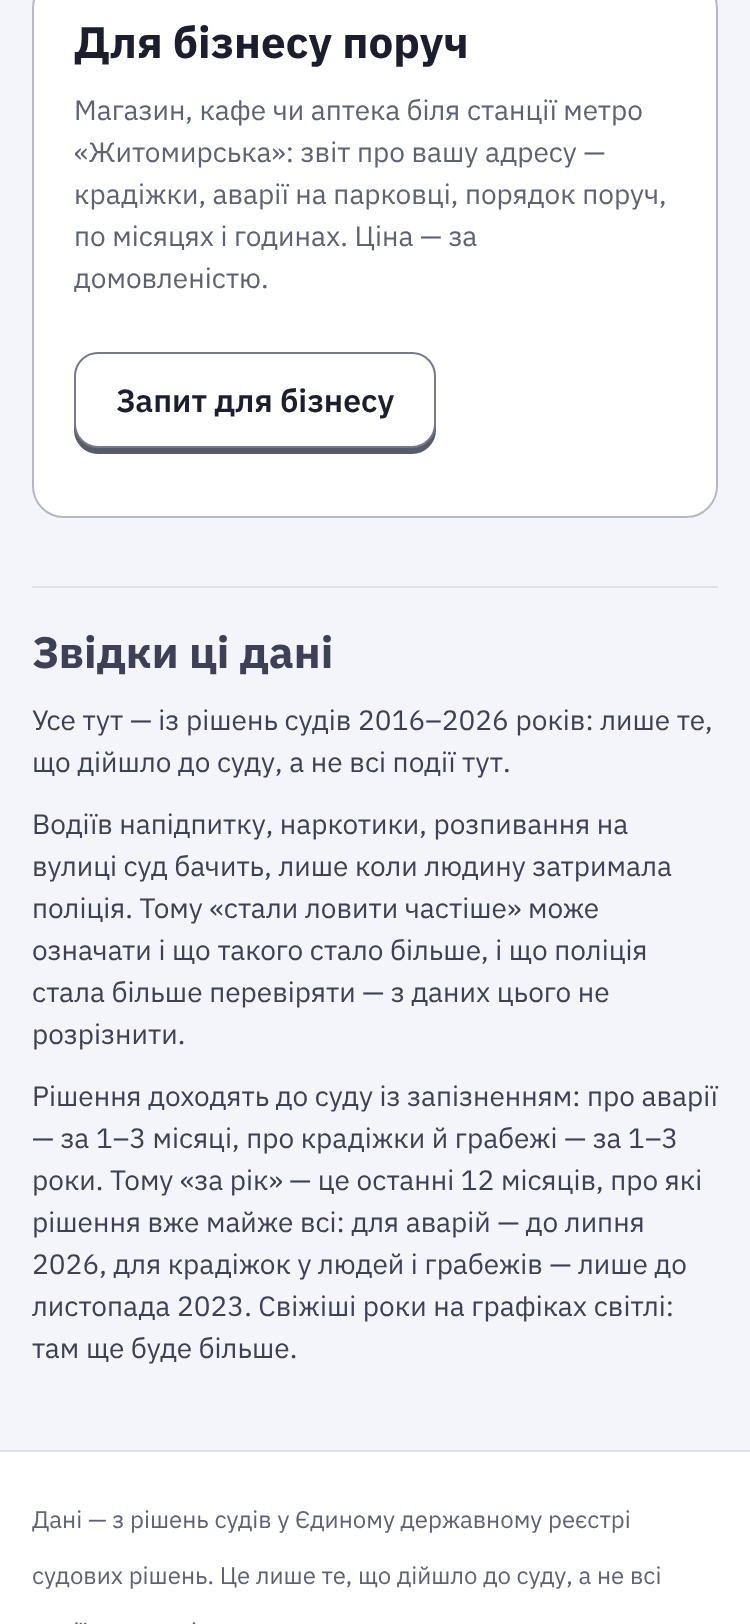 Для бізнесу поруч
Магазин, кафе чи аптека біля станції метро
«Житомирська»: звіт про вашу адресу —
крадіжки, аварії на парковці, порядок поруч,
по місяцях і годинах. Ціна — за
домовленістю.
Запит для бізнесу
Звідки ці дані
Усе тут — із рішень судів 2016–2026 років: лише те,
що дійшло до суду, а не всі події тут.
Водіїв напідпитку, наркотики, розпивання на
вулиці суд бачить, лише коли людину затримала
поліція. Тому «стали ловити частіше» може
означати і що такого стало більше, і що поліція
стала більше перевіряти — з даних цього не
розрізнити.
Рішення доходять до суду із запізненням: про аварії
— за 1–3 місяці, про крадіжки й грабежі — за 1–3
роки. Тому «за рік» — це останні 12 місяців, про які
рішення вже майже всі: для аварій — до липня
2026, для крадіжок у людей і грабежів — лише до
листопада 2023. Свіжіші роки на графіках світлі:
там ще буде більше.
Дані — з рішень судів у Єдиному державному реєстрі
судових рішень. Це лише те, що дійшло до суду, а не всі